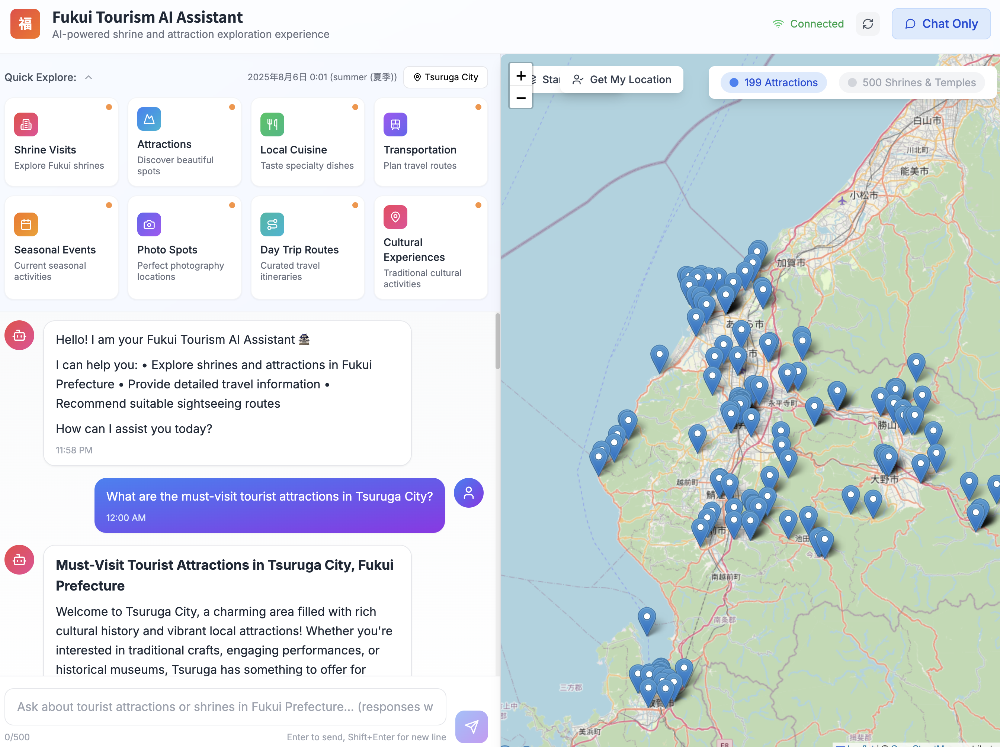 福
Fukui Tourism AI Assistant
AI-powered shrine and attraction exploration experience
Connected
Chat Only
Quick Explore:
2025年8月6日 0:01 (summer (夏季))
Tsuruga City
Shrine Visits
Explore Fukui shrines
Attractions
Discover beautiful
spots
Local Cuisine
Taste specialty dishes
Transportation
Plan travel routes
Seasonal Events
Current seasonal
activities
Photo Spots
Perfect photography
locations
Day Trip Routes
Curated travel
itineraries
Cultural
Experiences
Traditional cultural
activities
Hello! I am your Fukui Tourism AI Assistant 🏯
I can help you: • Explore shrines and attractions in Fukui
Prefecture • Provide detailed travel information •
Recommend suitable sightseeing routes
How can I assist you today?
11:58 PM
What are the must-visit tourist attractions in Tsuruga City?
12:00 AM
Must-Visit Tourist Attractions in Tsuruga City, Fukui
Prefecture
Welcome to Tsuruga City, a charming area filled with rich
cultural history and vibrant local attractions! Whether you're
interested in traditional crafts, engaging performances, or
historical museums, Tsuruga has something to offer for
Ask about tourist attractions or shrines in Fukui Prefecture... (responses w
0/500
Enter to send, Shift+Enter for new line
+
−
Get My Location
199 Attractions
500 Shrines & Temples
白山市
川北町
能美市
小松市
加賀市
永平寺町
勝山
大野市
越前町
池田
南越前町
南条郡
三方郡
美浜町
揖斐郡
E8